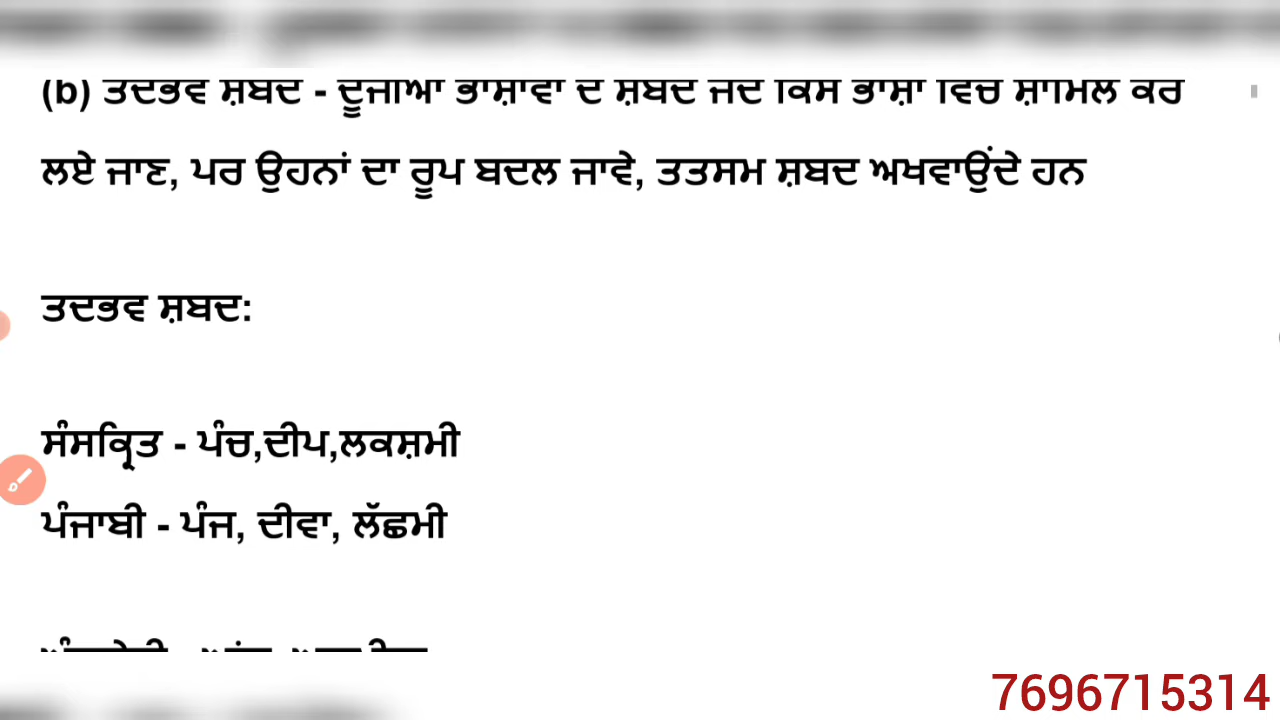 (b) ਤਦਭਵ ਸ਼ਬਦ - ਦੂਜੀਆਂ ਭਾਸ਼ਾਵਾਂ ਦੇ ਸ਼ਬਦ ਜਦੋਂ ਕਿਸੇ ਭਾਸ਼ਾ ਵਿੱਚ ਸ਼ਾਮਿਲ ਕਰ
ਲਏ ਜਾਣ, ਪਰ ਉਹਨਾਂ ਦਾ ਰੂਪ ਬਦਲ ਜਾਵੇ, ਤਤਸਮ ਸ਼ਬਦ ਅਖਵਾਉਂਦੇ ਹਨ
ਤਦਭਵ ਸ਼ਬਦ:
ਸੰਸਕ੍ਰਿਤ - ਪੰਚ,ਦੀਪ,ਲਕਸ਼ਮੀ
ਪੰਜਾਬੀ - ਪੰਜ, ਦੀਵਾ, ਲੱਛਮੀ
7696715314